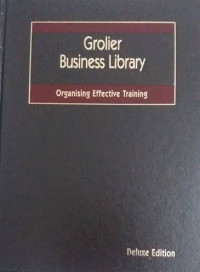 Grolier
Business Library
Organising Effective Training
Deluxe Edition